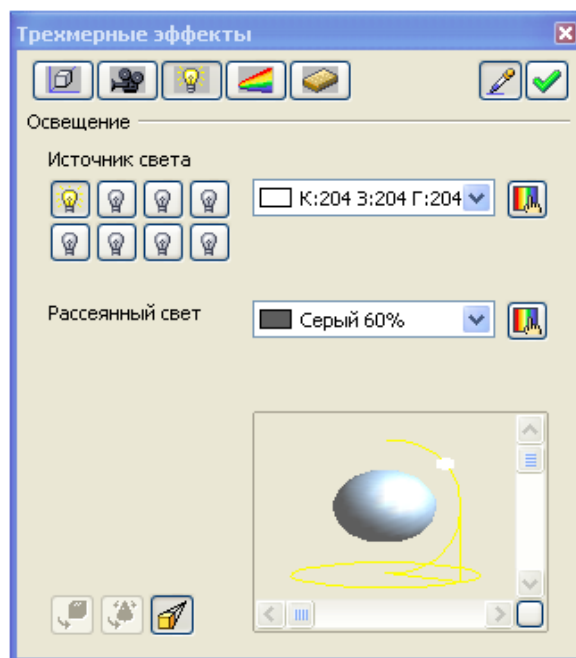 Трехмерные эффекты
Освещение
Источник света
К:204 З:204 Г:204
Рассеянный свет
Серый 60%